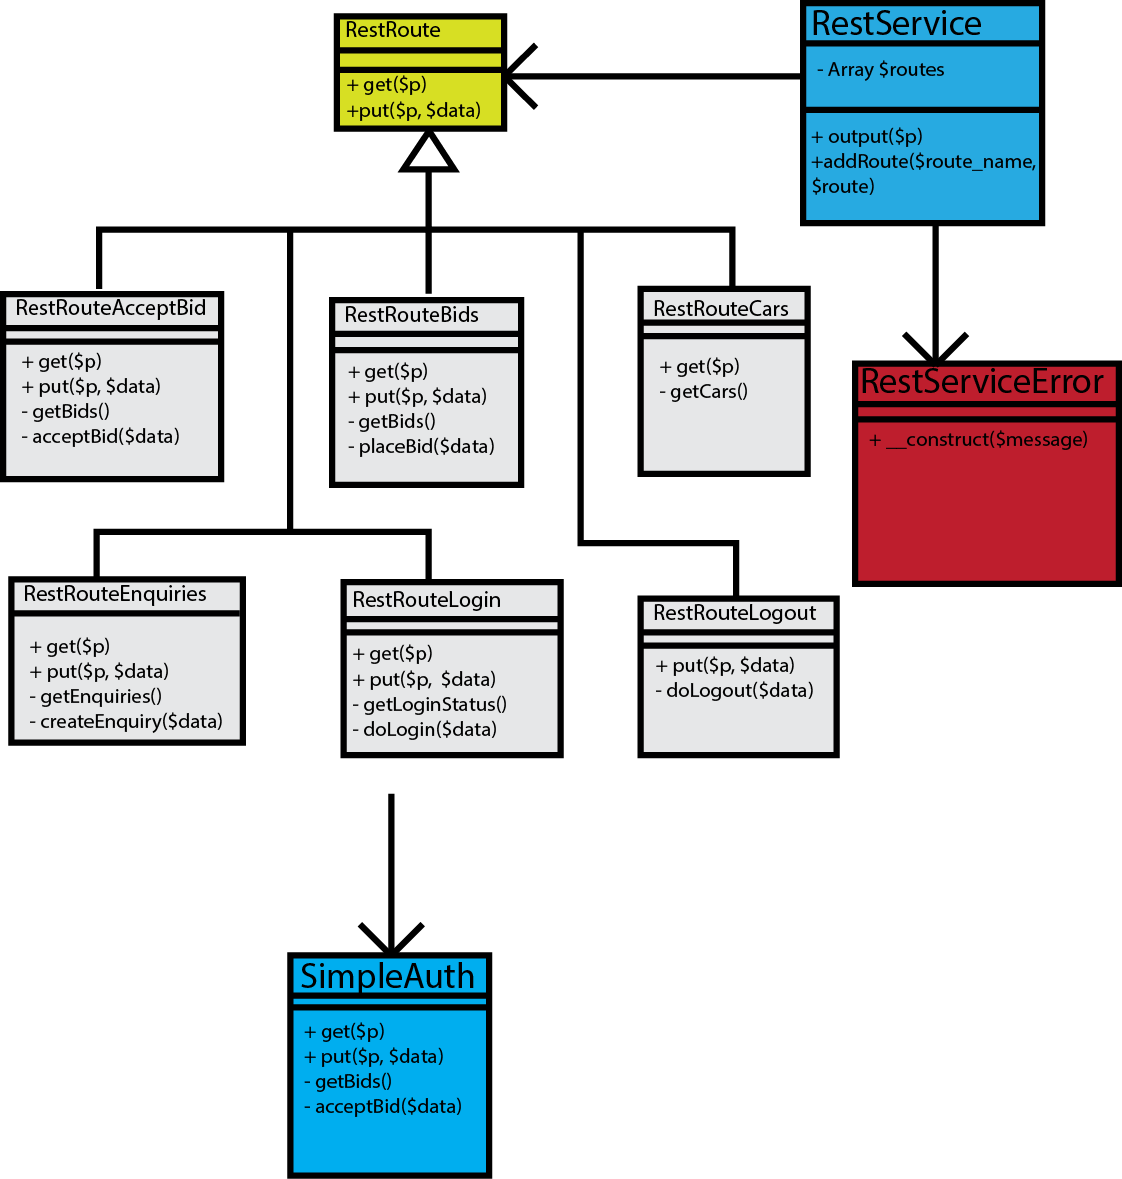 RestRoute
+ get($p)
+put($p, $data)
RestService
- Array $routes
+ output($p)
+addRoute($route_name,
$route)
RestRouteAcceptBid
+ get($p)
+ put($p, $data)
- getBids()
- acceptBid($data)
RestRouteBids
+ get($p)
+ put($p, $data)
- getBids()
- placeBid($data)
RestRouteCars
+ get($p)
- getCars()
RestServiceError
+ __construct($message)
RestRouteEnquiries
+ get($p)
+ put($p, $data)
- getEnquiries()
- createEnquiry($data)
RestRouteLogin
+ get($p)
+ put($p,  $data)
- getLoginStatus()
- doLogin($data)
RestRouteLogout
+ put($p, $data)
- doLogout($data)
SimpleAuth
+ get($p)
+ put($p, $data)
- getBids()
- acceptBid($data)